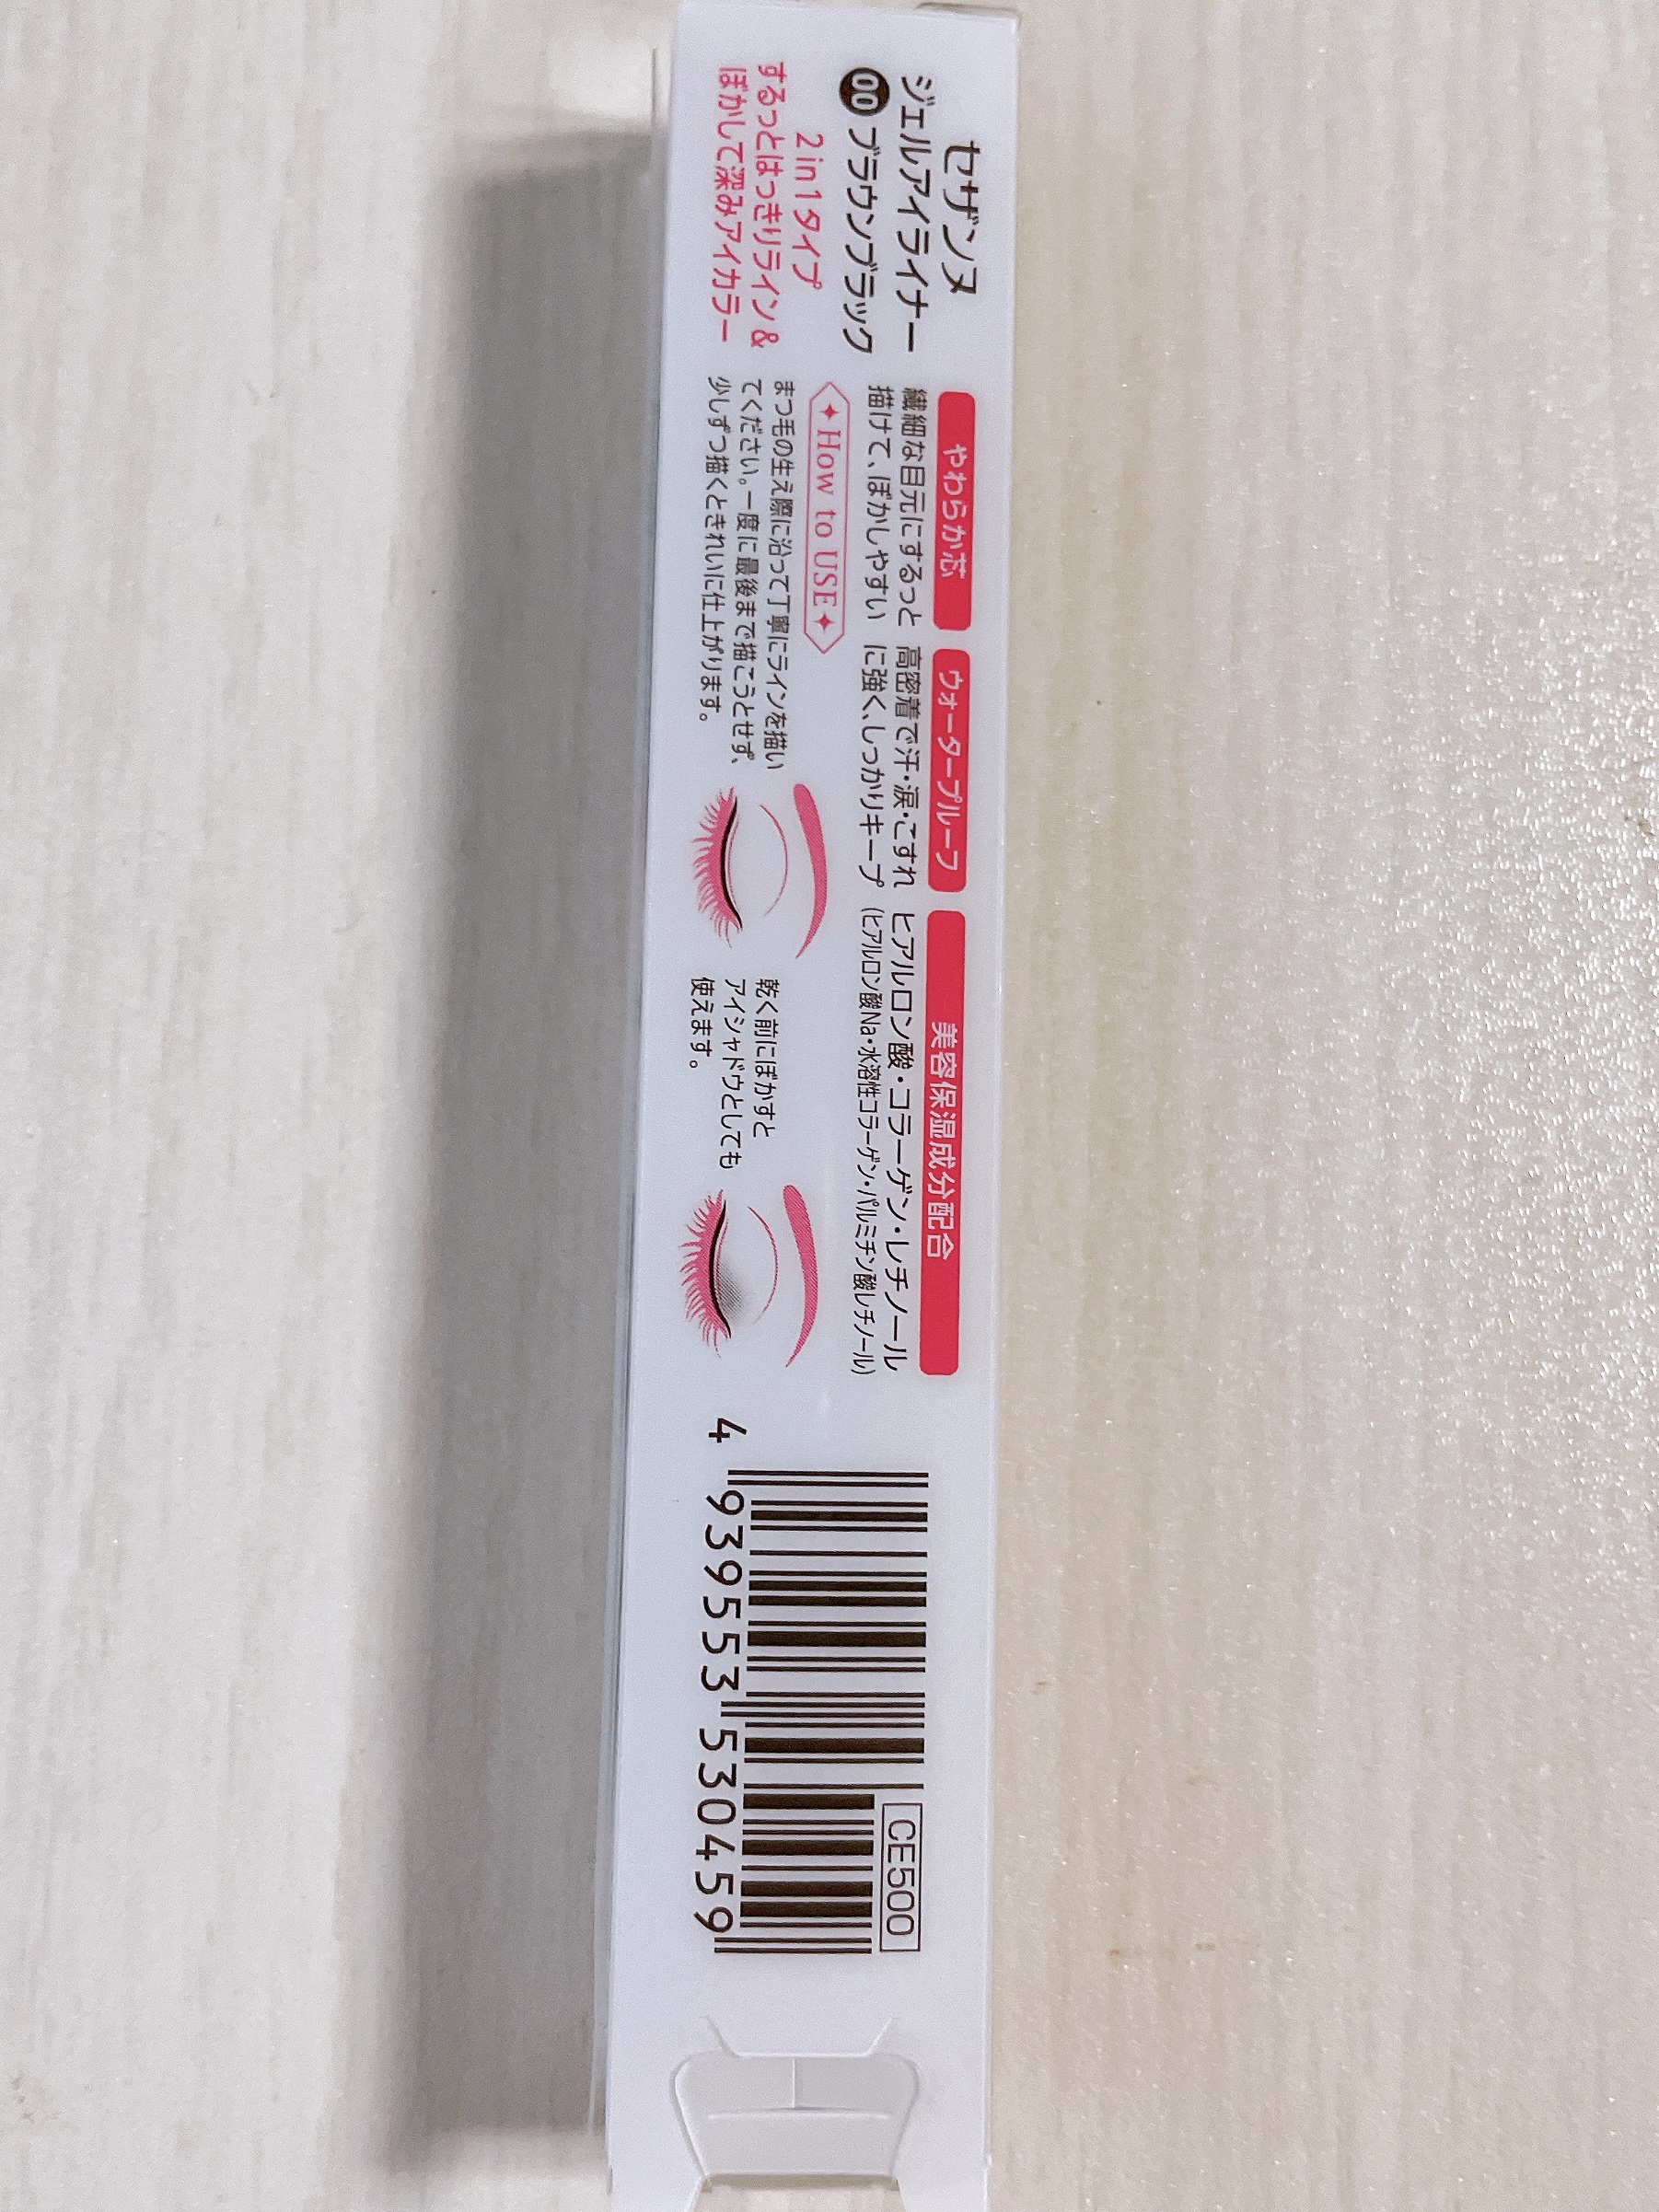 セザンヌ
ジェルアイライナー
00 ブラウンブラック
2in1タイプ
するっとはっきりライン&
ぼかして深みアイカラー
やわらか芯
繊細な目元にするっと
描けて、ぼかしやすい
ウォータープルーフ
高密着で汗・涙・こすれ
に強く、しっかりキープ
美容保湿成分配合
ヒアルロン酸・コラーゲン・レチノール
(ヒアルロン酸Na・水溶性コラーゲン・パルミチン酸レチノール)
How to USE
まつ毛の生え際に沿って丁寧にラインを描い
てください。一度に最後まで描こうとせず、
少しずつ描くときれいに仕上がります。
乾く前にぼかすと
アイシャドウとしても
使えます。
CE500
4 939553 530459